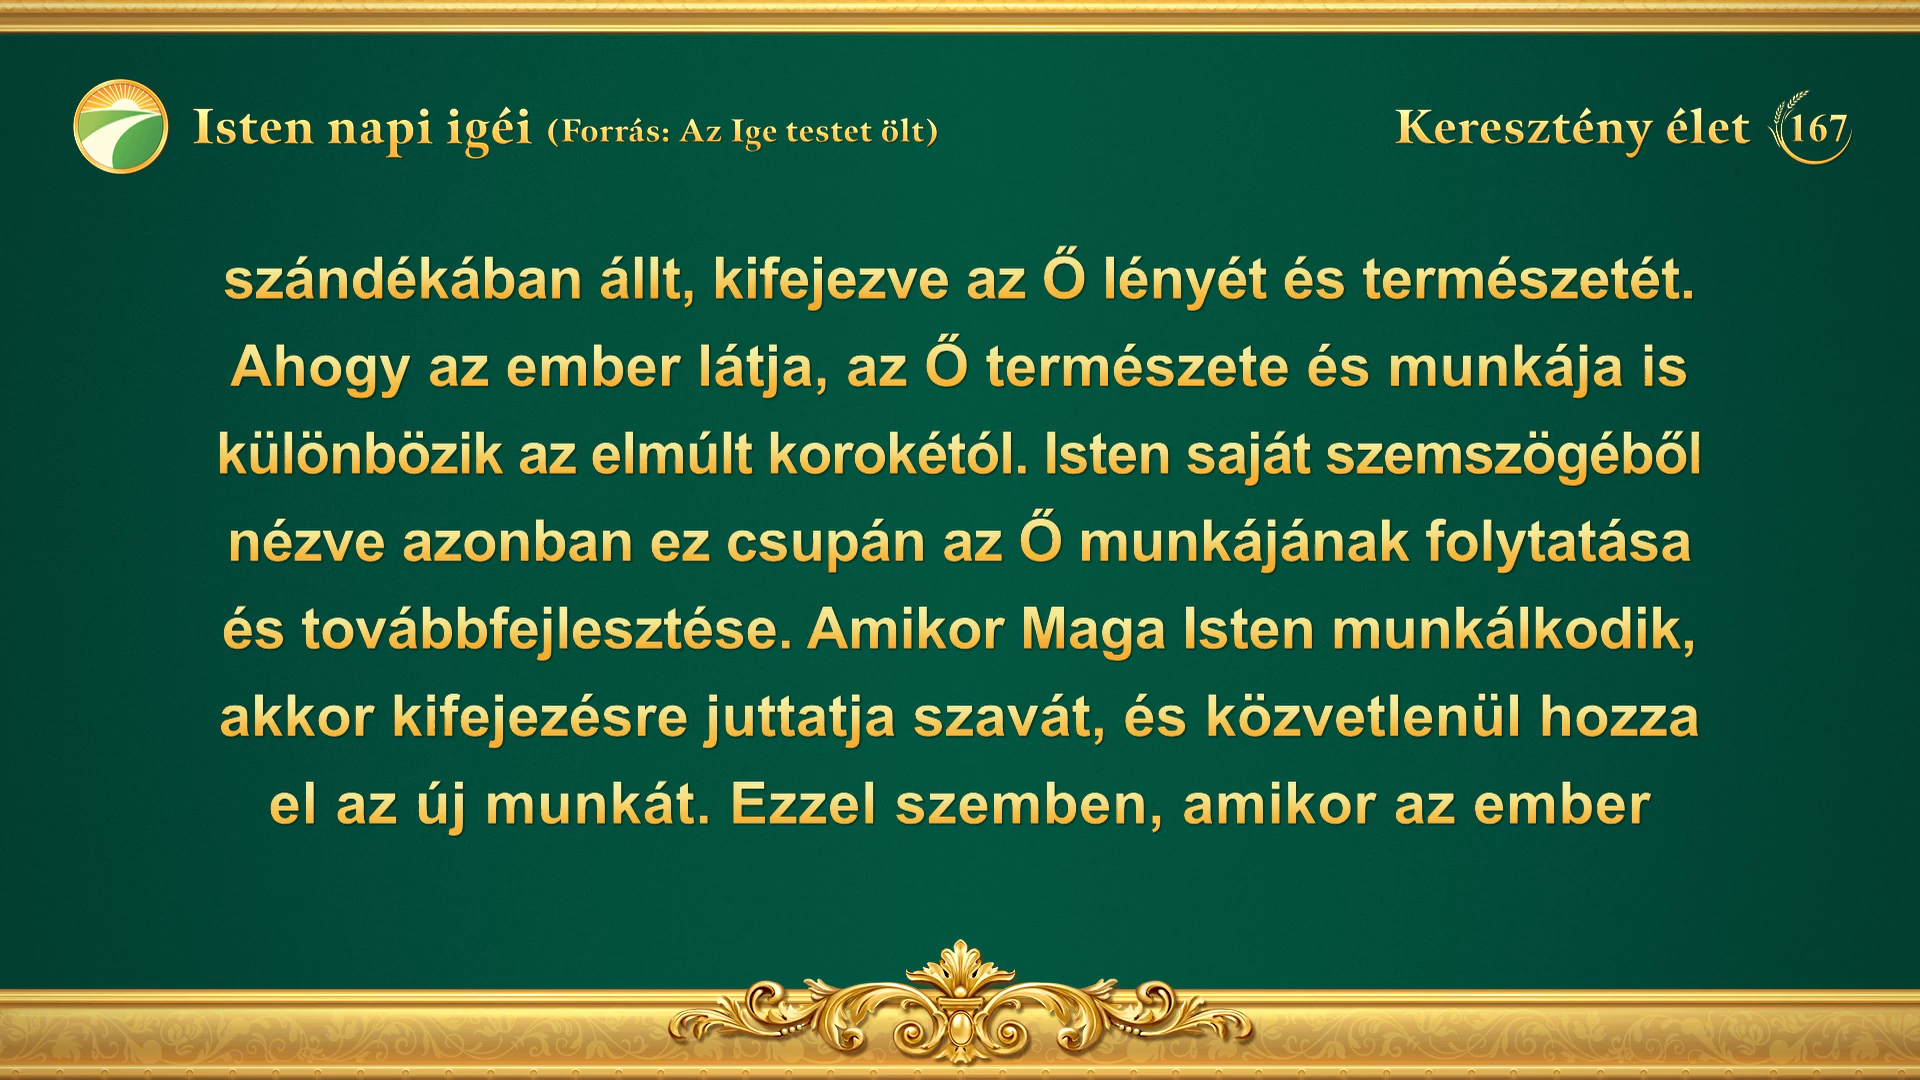 Isten napi igéi (Forrás: Az Ige testet ölt)
Keresztény élet 167
szándékában állt, kifejezve az Ő lényét és természetét.
Ahogy az ember látja, az Ő természete és munkája is
különbözik az elmúlt korokétól. Isten saját szemszögéből
nézve azonban ez csupán az Ő munkájának folytatása
és továbbfejlesztése. Amikor Maga Isten munkálkodik,
akkor kifejezésre juttatja szavát, és közvetlenül hozza
el az új munkát. Ezzel szemben, amikor az ember